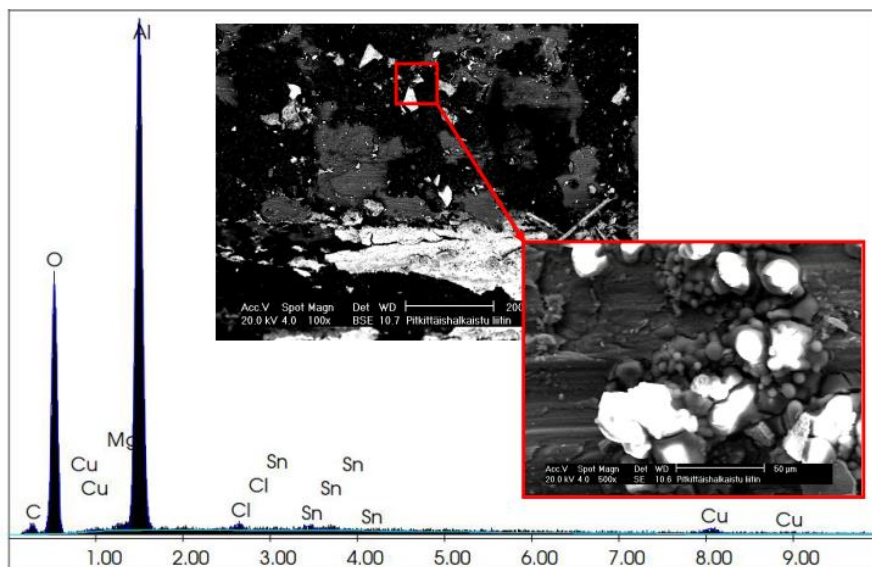 Al
O
Mg
Cu
Cu
C
Sn
Sn
Cl
Sn
Cl
Sn
Sn
Cu
Cu
1.00 2.00 3.00 4.00 5.00 6.00 7.00 8.00 9.00
Acc.V Spot Magn Det WD
20.0 kV 4.0 100x BSE 10.7 Pitkittäishalkaistu liitin
200
Acc.V Spot Magn Det WD 50 µm
20.0 kV 4.0 500x SE 10.6 Pitkittäishalkaistu liitin